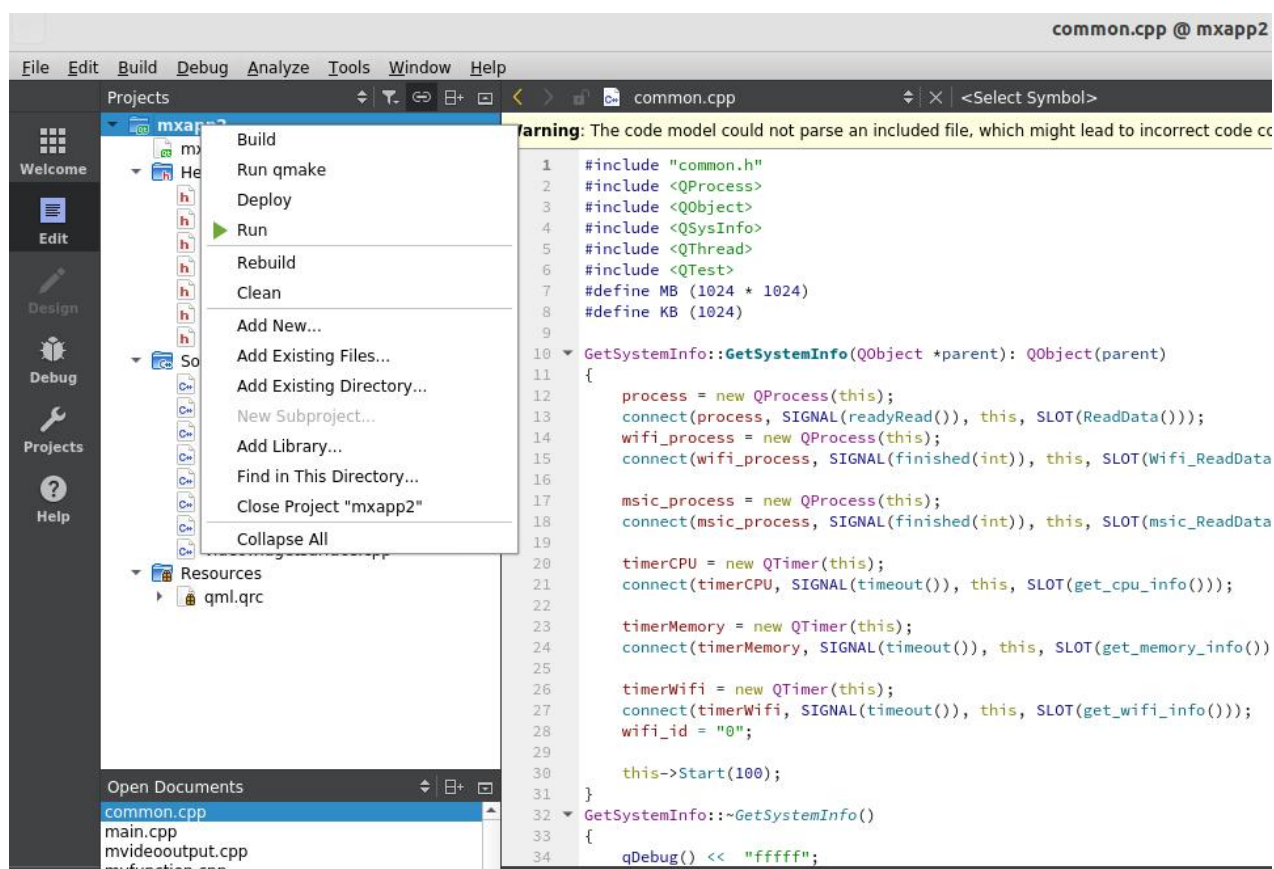 common.cpp @ mxapp2
File Edit Build Debug Analyze Tools Window Help
Projects
common.cpp
<Select Symbol>
Warning: The code model could not parse an included file, which might lead to incorrect code
Welcome
Edit
Design
Debug
Projects
Help
mxapp2
Build
Run qmake
Deploy
Run
Rebuild
Clean
Add New...
Add Existing Files...
Add Existing Directory...
New Subproject...
Add Library...
Find in This Directory...
Close Project "mxapp2"
Collapse All
Resources
qml.qrc
Open Documents
common.cpp
main.cpp
mvideooutput.cpp
1 #include "common.h"
2 #include <QProcess>
3 #include <QObject>
4 #include <QSysInfo>
5 #include <QThread>
6 #include <QTest>
7 #define MB (1024 * 1024)
8 #define KB (1024)
9
10 GetSystemInfo::GetSystemInfo(QObject *parent): QObject(parent)
11 {
12 process = new QProcess(this);
13 connect(process, SIGNAL(readyRead()), this, SLOT(ReadData()));
14 wifi_process = new QProcess(this);
15 connect(wifi_process, SIGNAL(finished(int)), this, SLOT(Wifi_ReadData
16
17 msic_process = new QProcess(this);
18 connect(msic_process, SIGNAL(finished(int)), this, SLOT(msic_ReadData
19
20 timerCPU = new QTimer(this);
21 connect(timerCPU, SIGNAL(timeout()), this, SLOT(get_cpu_info()));
22
23 timerMemory = new QTimer(this);
24 connect(timerMemory, SIGNAL(timeout()), this, SLOT(get_memory_info())
25
26 timerWifi = new QTimer(this);
27 connect(timerWifi, SIGNAL(timeout()), this, SLOT(get_wifi_info()));
28 wifi_id = "0";
29
30 this->Start(100);
31 }
32 GetSystemInfo::~GetSystemInfo()
33 {
34 qDebug() << "fffff";